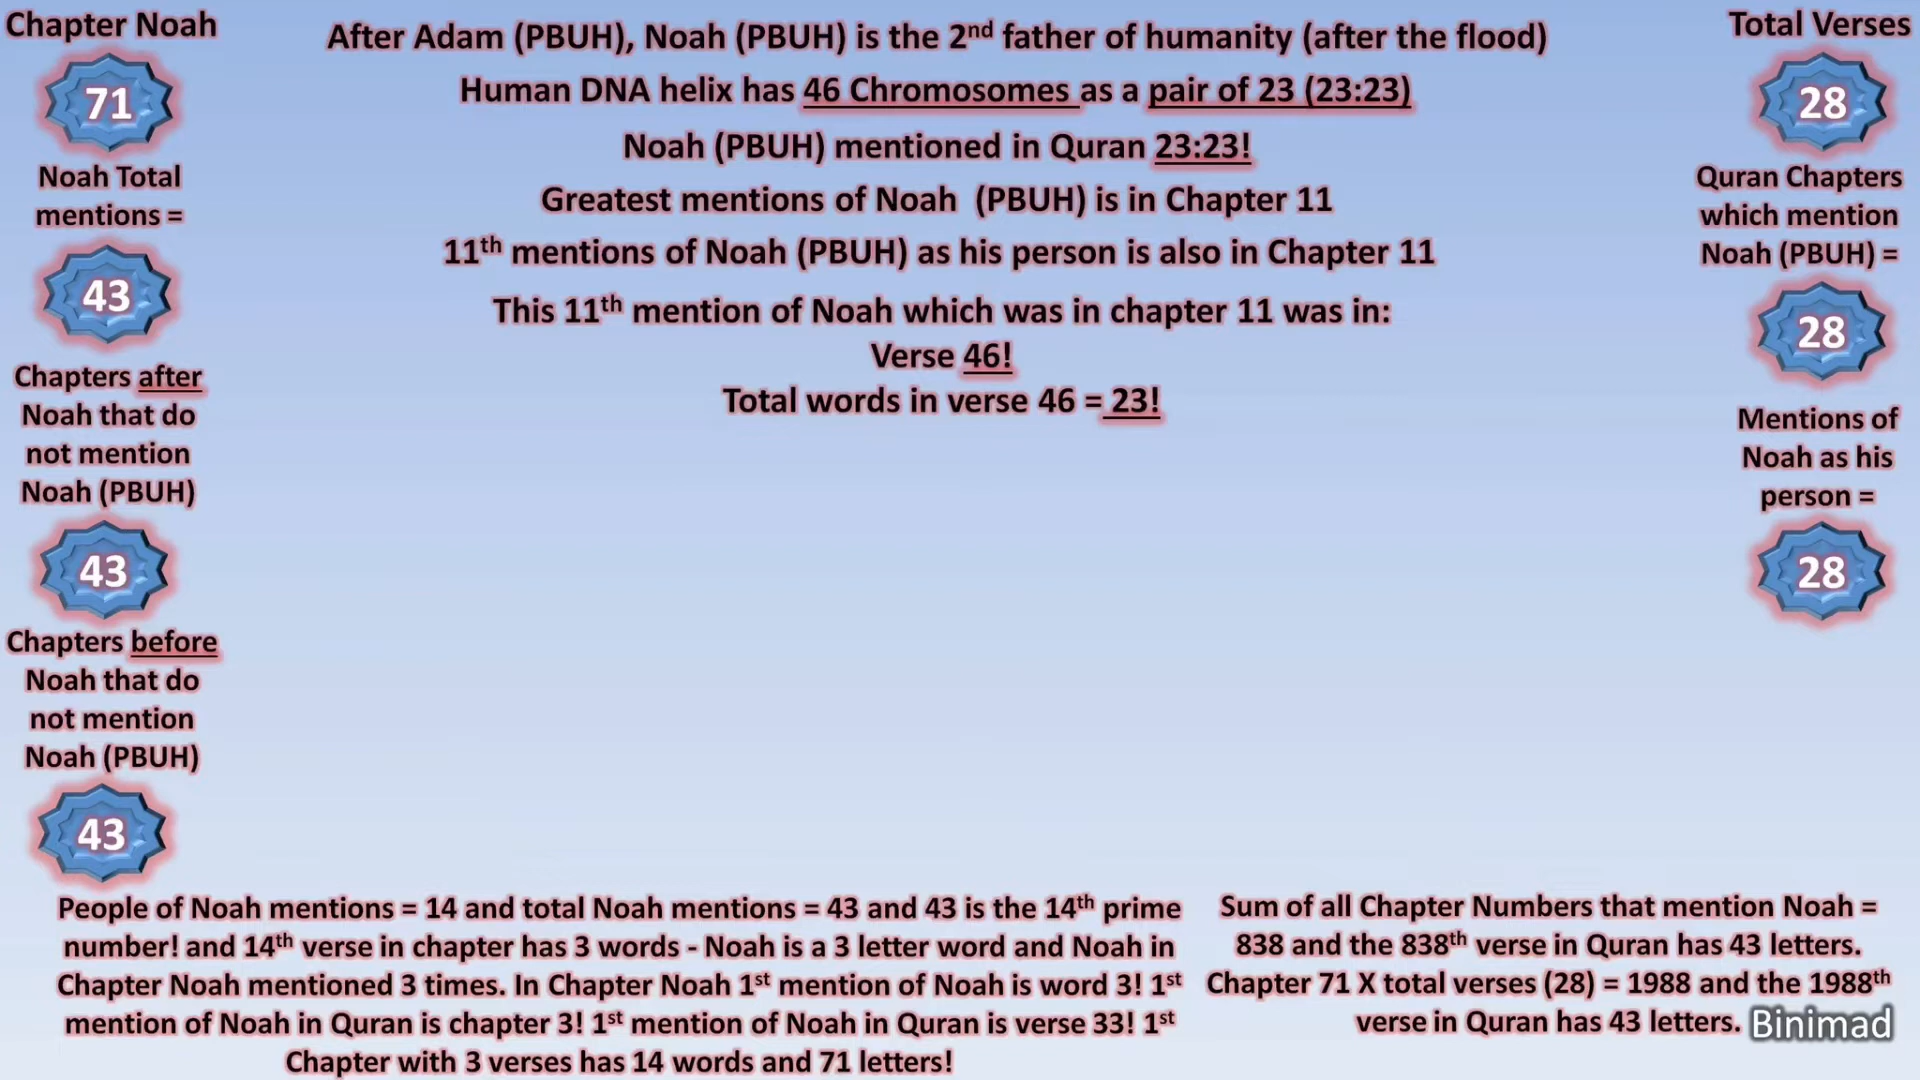 Chapter Noah
71
Noah Total
mentions =
43
Chapters after
Noah that do
not mention
Noah (PBUH)
43
Chapters before
Noah that do
not mention
Noah (PBUH)
43
After Adam (PBUH), Noah (PBUH) is the 2nd father of humanity (after the flood)
Human DNA helix has 46 Chromosomes as a pair of 23 (23:23)
Noah (PBUH) mentioned in Quran 23:23!
Greatest mentions of Noah (PBUH) is in Chapter 11
11th mentions of Noah (PBUH) as his person is also in Chapter 11
This 11th mention of Noah which was in chapter 11 was in:
Verse 46!
Total words in verse 46 = 23!
Total Verses
28
Quran Chapters
which mention
Noah (PBUH) =
28
Mentions of
Noah as his
person =
28
People of Noah mentions = 14 and total Noah mentions = 43 and 43 is the 14th prime
number! and 14th verse in chapter has 3 words - Noah is a 3 letter word and Noah in
Chapter Noah mentioned 3 times. In Chapter Noah 1st mention of Noah is word 3! 1st
mention of Noah in Quran is chapter 3! 1st mention of Noah in Quran is verse 33! 1st
Chapter with 3 verses has 14 words and 71 letters!
Sum of all Chapter Numbers that mention Noah =
838 and the 838th verse in Quran has 43 letters.
Chapter 71 X total verses (28) = 1988 and the 1988th
verse in Quran has 43 letters.
Binimad